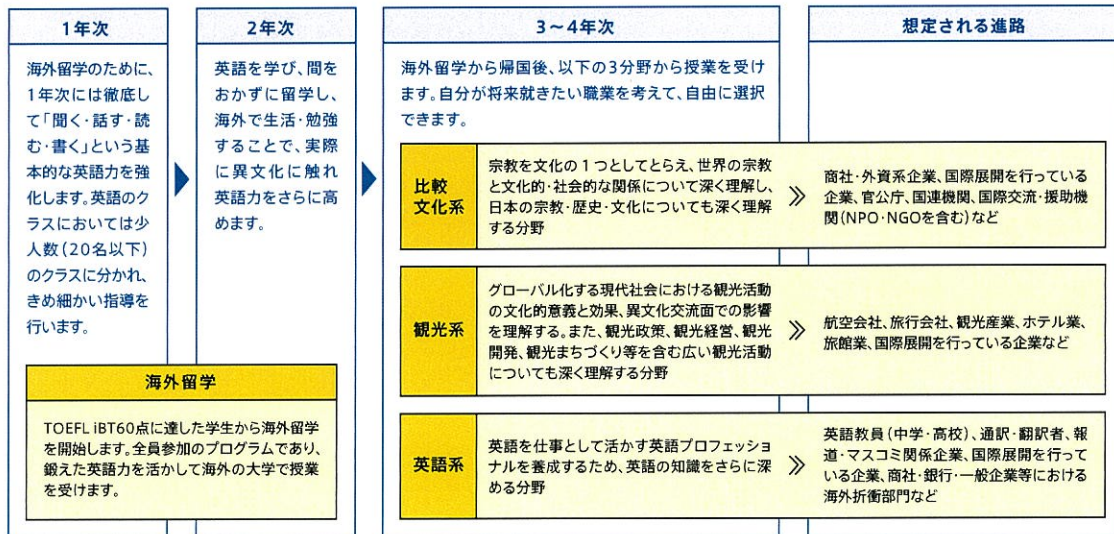 1年次
海外留学のために、
1年次には徹底し
て「聞く・話す・読
む・書く」という基
本的な英語力を強
化します。英語のク
ラスにおいては少
人数（20名以下）
のクラスに分かれ、
きめ細かい指導を
行います。
2年次
英語を学び、間を
おかずに留学し、
海外で生活・勉強
することで、実際
に異文化に触れ
英語力をさらに高
めます。
海外留学
TOEFL iBT60点に達した学生から海外留学
を開始します。全員参加のプログラムであり、
鍛えた英語力を活かして海外の大学で授業
を受けます。
3～4年次
海外留学から帰国後、以下の3分野から授業を受け
ます。自分が将来就きたい職業を考えて、自由に選択
できます。
想定される進路
比較
文化系
宗教を文化の1つとしてとらえ、世界の宗教
と文化的・社会的な関係について深く理解し、
日本の宗教・歴史・文化についても深く理解
する分野
商社・外資系企業、国際展開を行っている
企業、官公庁、国連機関、国際交流・援助機
関（NPO・NGOを含む）など
観光系
グローバル化する現代社会における観光活動
の文化的意義と効果、異文化交流面での影響
を理解する。また、観光政策、観光経営、観光
開発、観光まちづくり等を含む広い観光活動
についても深く理解する分野
航空会社、旅行会社、観光産業、ホテル業、
旅館業、国際展開を行っている企業など
英語系
英語を仕事として活かす英語プロフェッショ
ナルを養成するため、英語の知識をさらに深
める分野
英語教員（中学・高校）、通訳・翻訳者、報
道・マスコミ関係企業、国際展開を行って
いる企業、商社・銀行・一般企業等における
海外折衝部門など